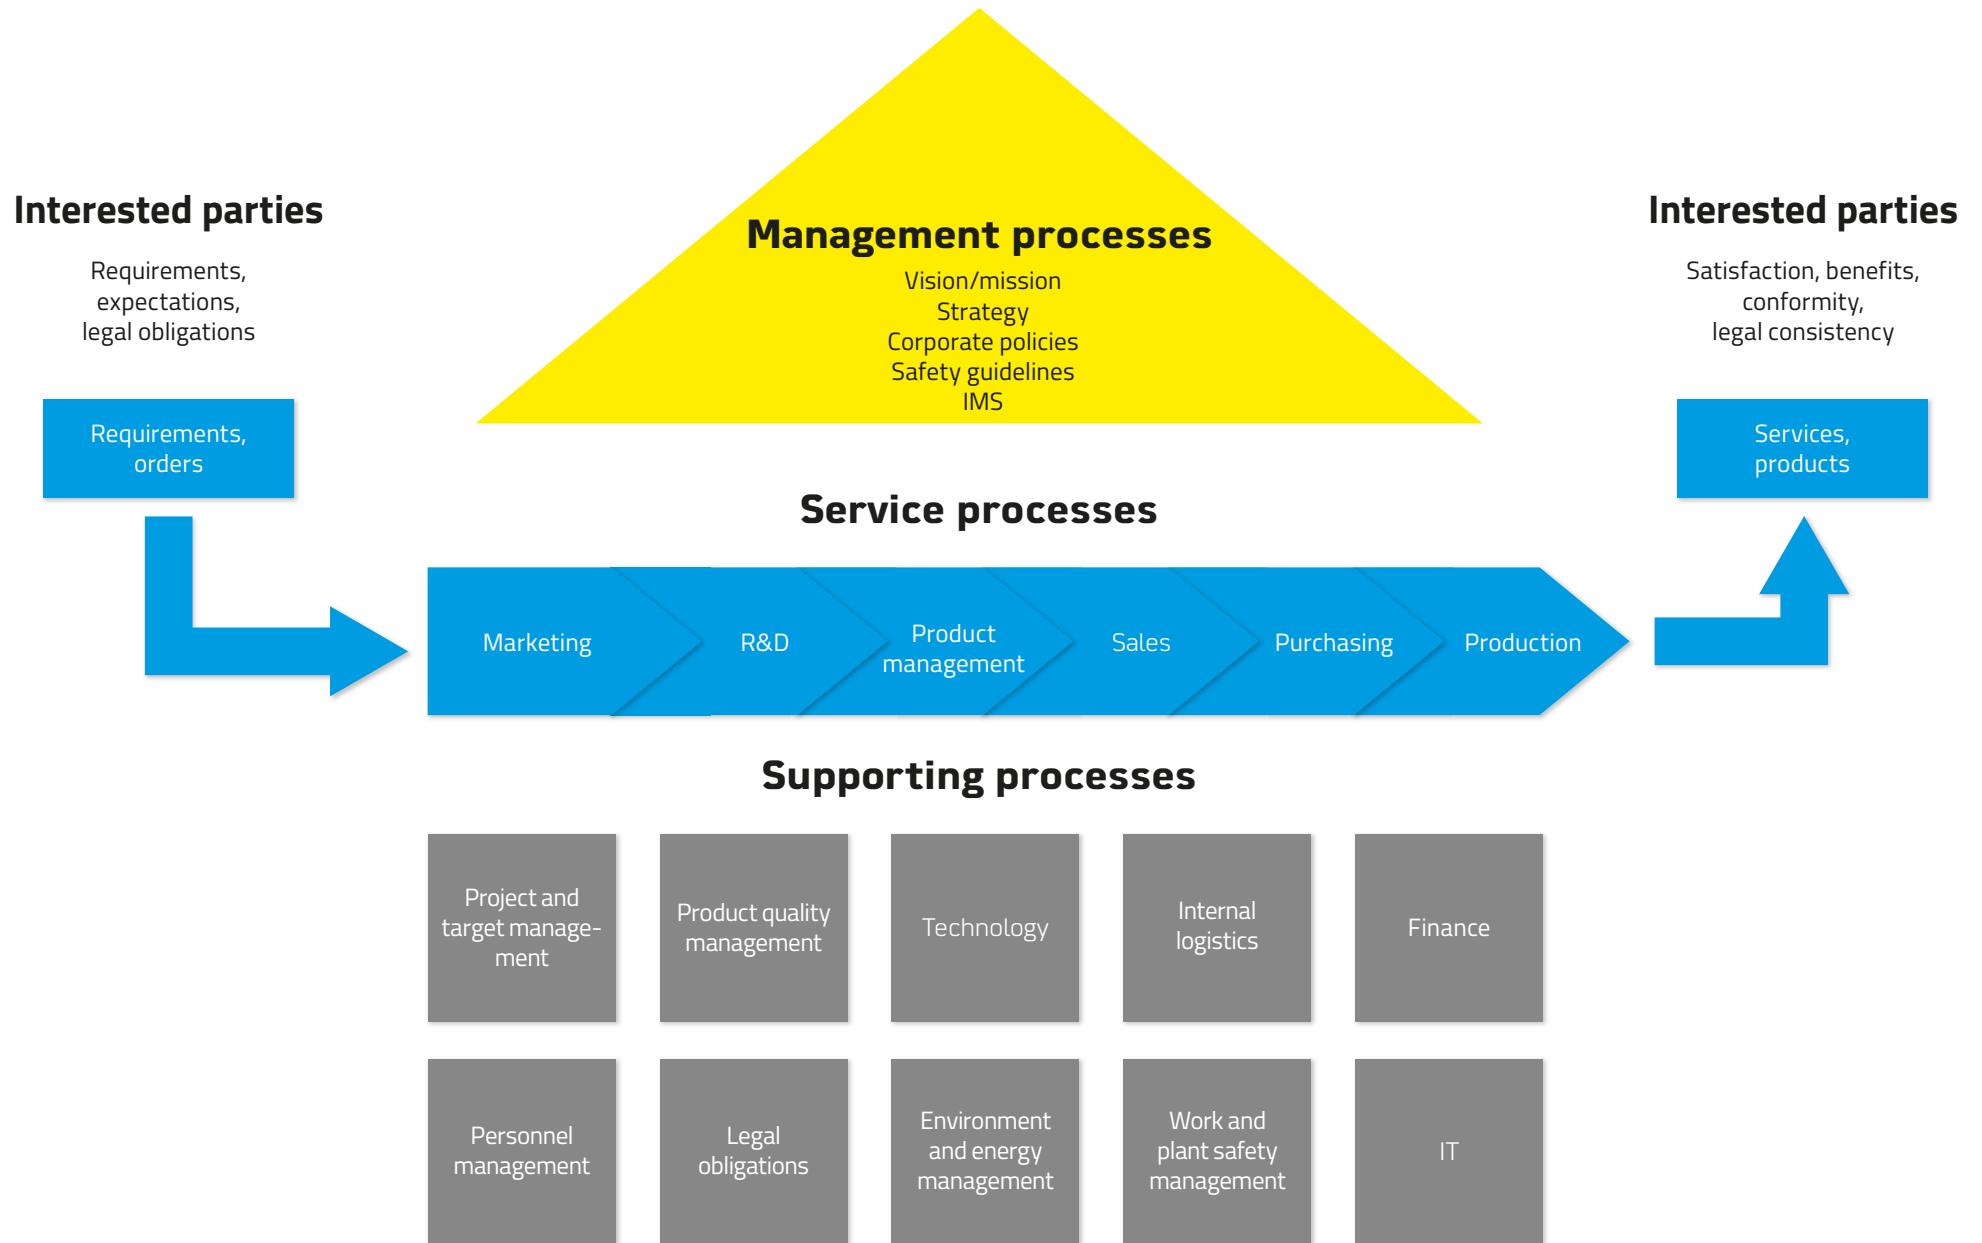 Interested parties
Requirements,
expectations,
legal obligations
Requirements,
orders
Management processes
Vision/mission
Strategy
Corporate policies
Safety guidelines
IMS
Interested parties
Satisfaction, benefits,
conformity,
legal consistency
Services,
products
Service processes
Marketing
R&D
Product
management
Sales
Purchasing
Production
Supporting processes
Project and
target manage-
ment
Product quality
management
Technology
Internal
logistics
Finance
Personnel
management
Legal
obligations
Environment
and energy
management
Work and
plant safety
management
IT